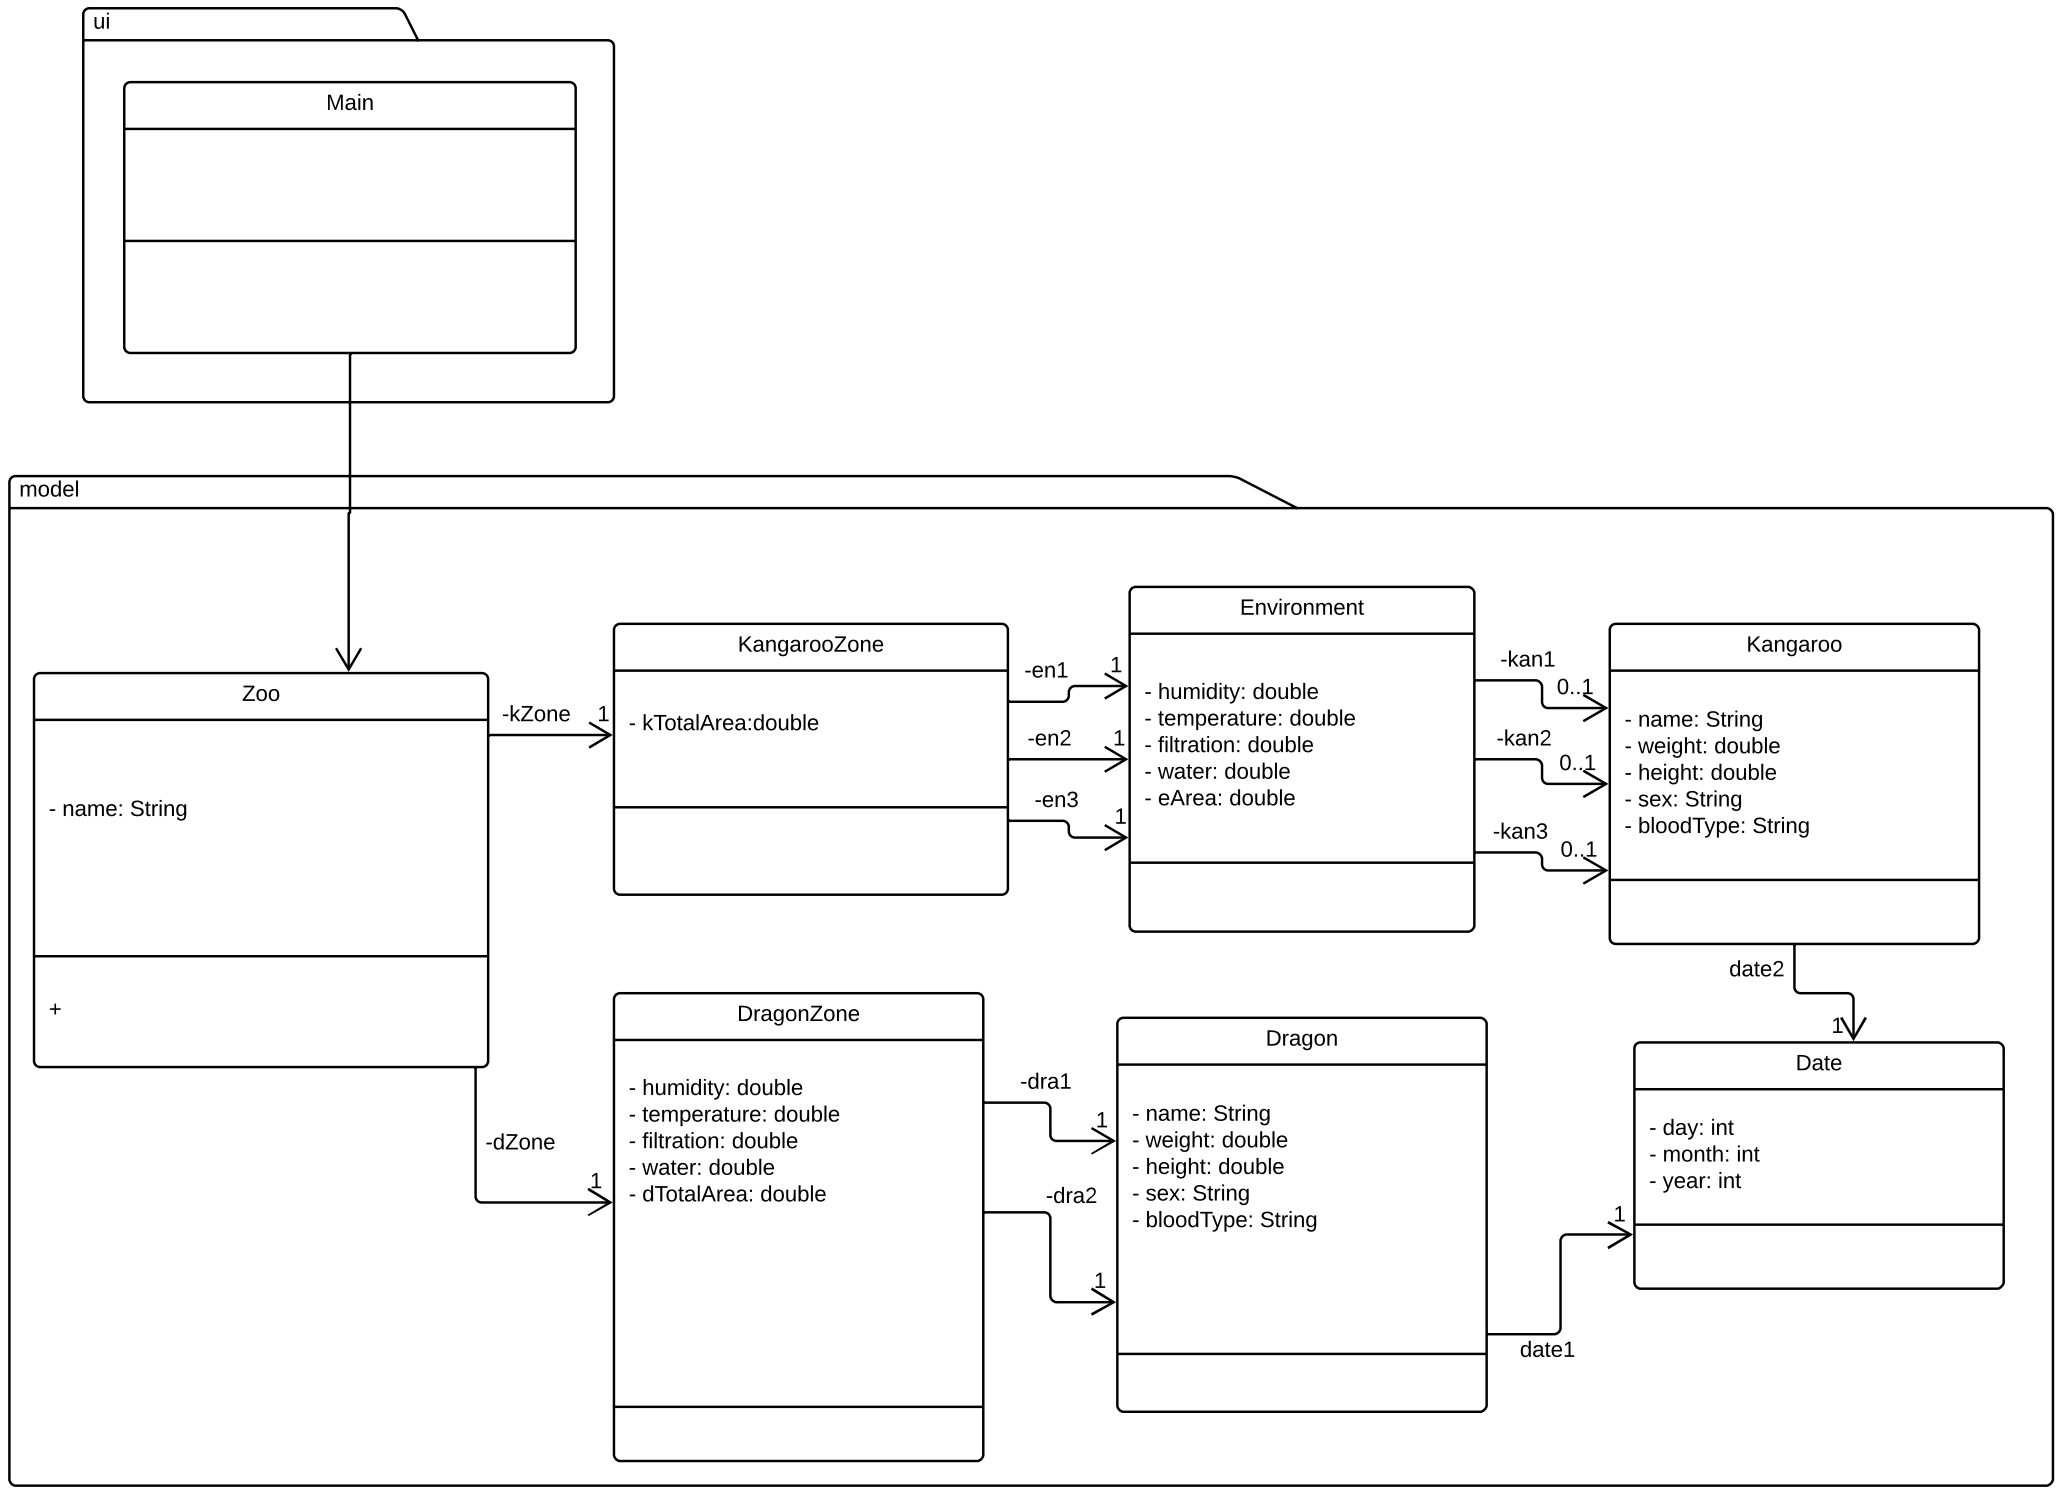 ui
Main
model
Zoo
- name: String
+
-kZone
1
-dZone
1
KangarooZone
- kTotalArea:double
-en1
1
-en2
1
-en3
1
Environment
- humidity: double
- temperature: double
- filtration: double
- water: double
- eArea: double
-kan1
0..1
-kan2
0..1
-kan3
0..1
Kangaroo
- name: String
- weight: double
- height: double
- sex: String
- bloodType: String
date2
1
DragonZone
- humidity: double
- temperature: double
- filtration: double
- water: double
- dTotalArea: double
-dra1
1
-dra2
1
Dragon
- name: String
- weight: double
- height: double
- sex: String
- bloodType: String
date1
1
Date
- day: int
- month: int
- year: int